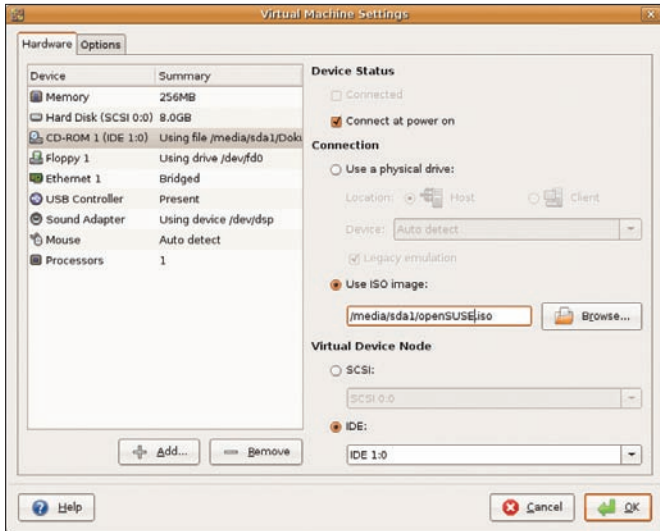 Virtual Machine Settings
Hardware Options
Device Summary
Memory 256MB
Hard Disk (SCSI 0:0) 8.0GB
CD-ROM 1 (IDE 1:0) Using file /media/sda1/Doku
Floppy 1 Using drive /dev/fd0
Ethernet 1 Bridged
USB Controller Present
Sound Adapter Using device /dev/dsp
Mouse Auto detect
Processors 1
Add...
Remove
Device Status
Connected
Connect at power on
Connection
Use a physical drive:
Location: Host Client
Device: Auto detect
Legacy emulation
Use ISO image:
/media/sda1/openSUSE.iso Browse...
Virtual Device Node
SCSI:
SCSI 0:0
IDE:
IDE 1:0
Help
Cancel
OK